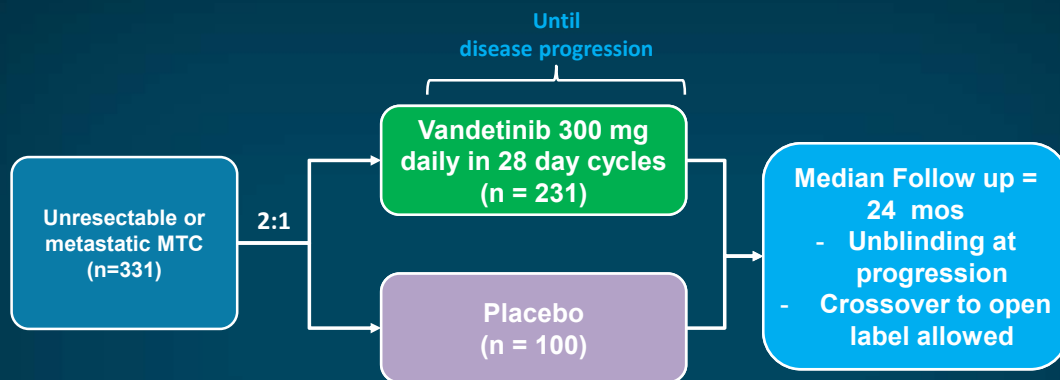 Until
disease progression
Unresectable or
metastatic MTC
(n=331)
2:1
Vandetinib 300 mg
daily in 28 day cycles
(n = 231)
Placebo
(n = 100)
Median Follow up =
24 mos
- Unblinding at
progression
- Crossover to open
label allowed